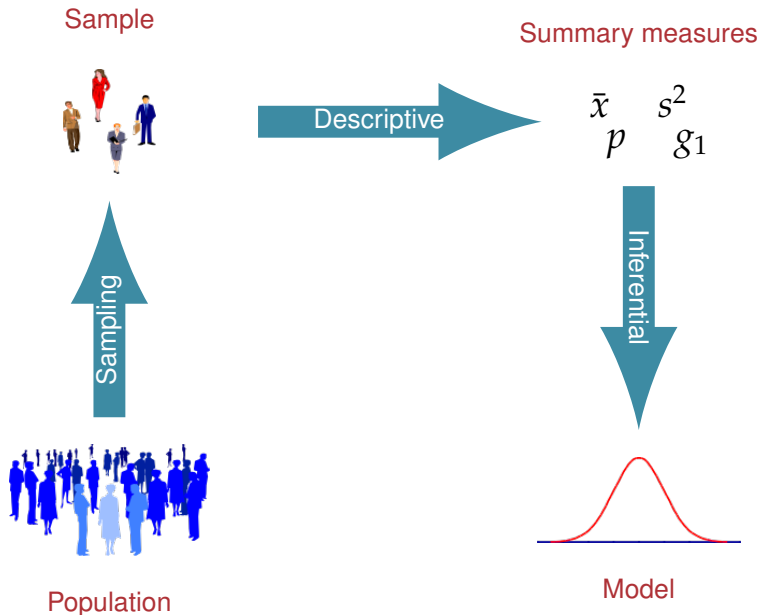 Sample
Summary measures
Descriptive
x̄ s²
p g₁
Sampling
Inferential
Population
Model